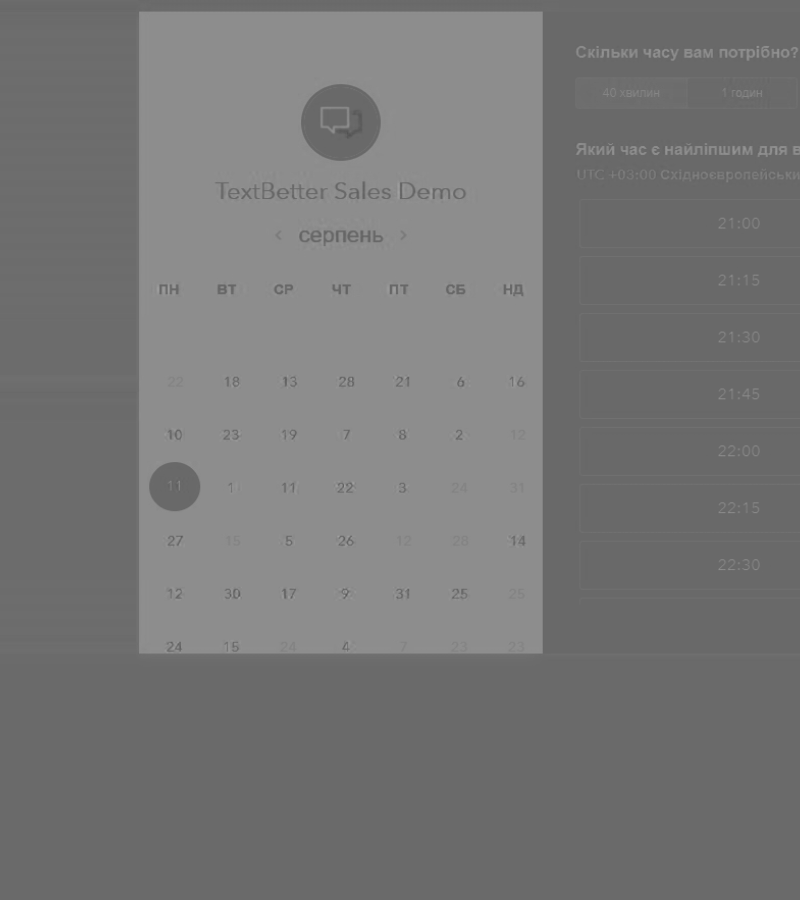 TextBetter Sales Demo
серпень
ПН ВТ СР ЧТ ПТ СБ НД
22 18 13 28 21 6 16
10 23 19 7 8 2 12
11 1 11 22 3 24 31
27 15 5 26 12 28 14
12 30 17 9 31 25 25
24 15 24 4 7 23 23
Скільки часу вам потрібно?
40 хвилин 1 годин
Який час є найліпшим для в
UTC +03:00 Східноєвропейськи
21:00
21:15
21:30
21:45
22:00
22:15
22:30